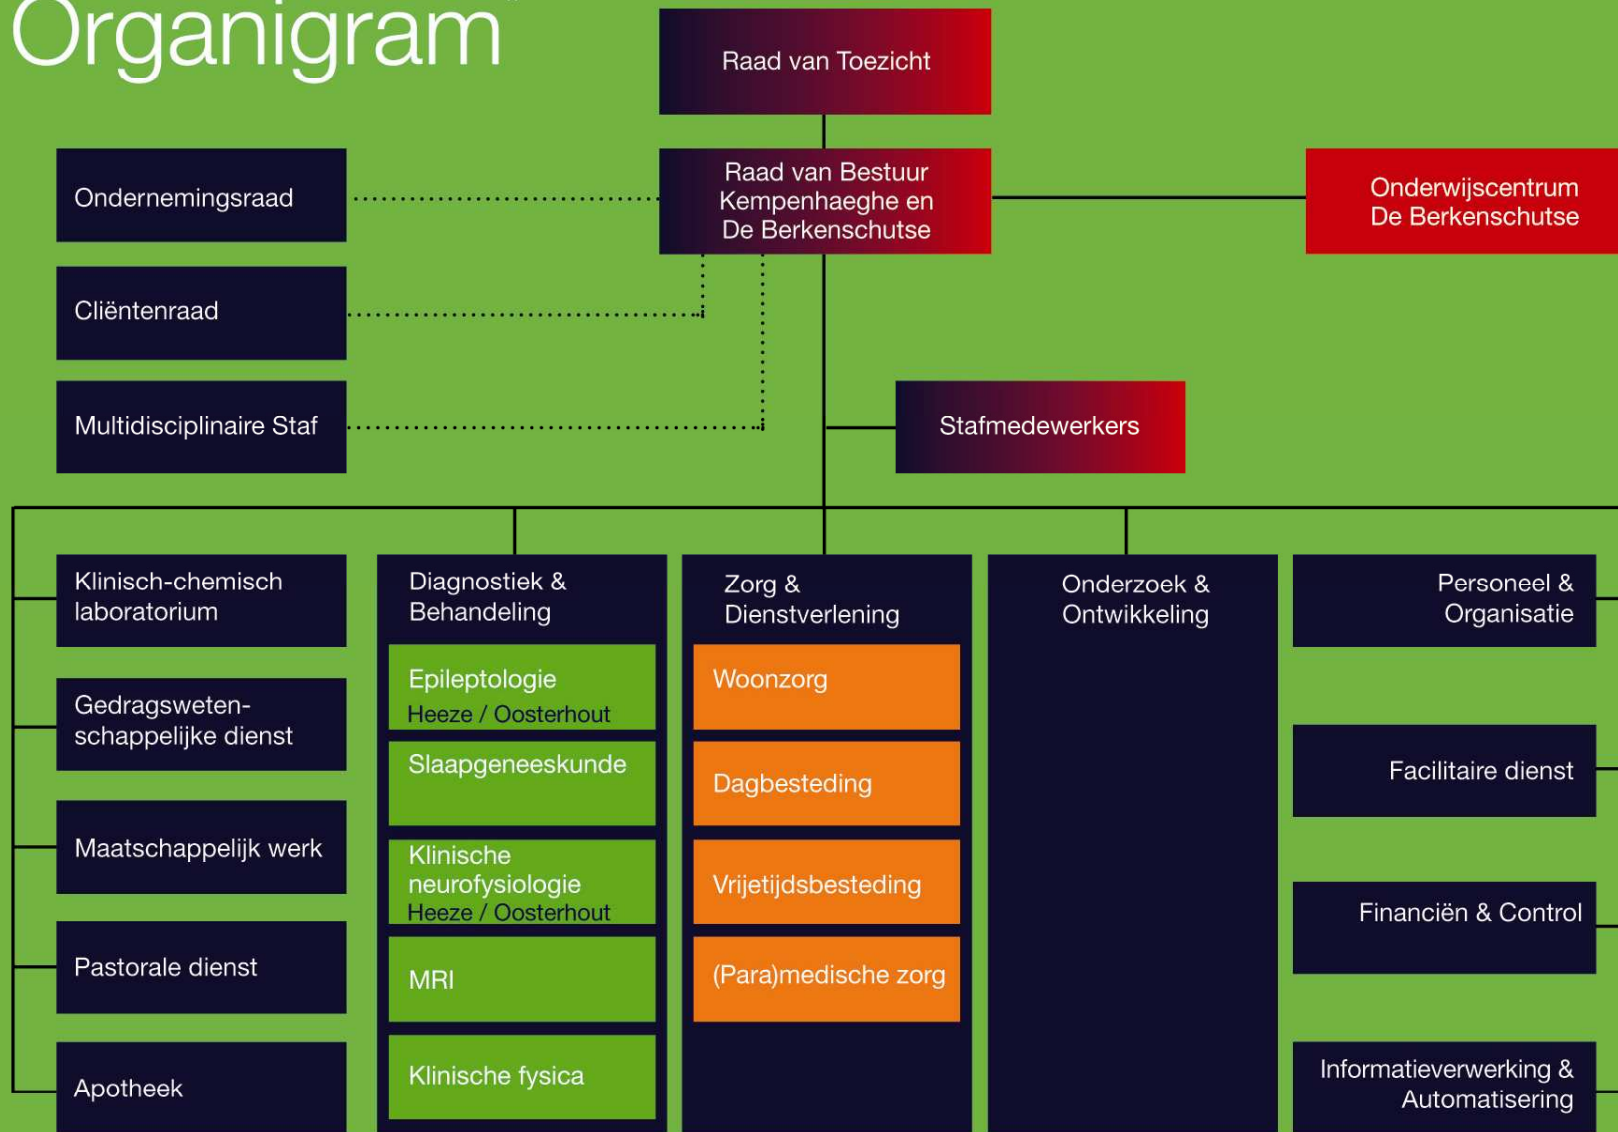 Organigram
Raad van Toezicht
Raad van Bestuur
Kempenhaeghe en
De Berkenschutse
Onderwijscentrum
De Berkenschutse
Ondernemingsraad
Cliëntenraad
Multidisciplinaire Staf
Stafmedewerkers
Klinisch-chemisch
laboratorium
Gedragsweten-
schappelijke dienst
Maatschappelijk werk
Pastorale dienst
Apotheek
Diagnostiek &
Behandeling
Epileptologie
Heeze / Oosterhout
Slaapgeneeskunde
Klinische
neurofysiologie
Heeze / Oosterhout
MRI
Klinische fysica
Zorg &
Dienstverlening
Woonzorg
Dagbesteding
Vrijetijdsbesteding
(Para)medische zorg
Onderzoek &
Ontwikkeling
Personeel &
Organisatie
Facilitaire dienst
Financiën & Control
Informatieverwerking &
Automatisering